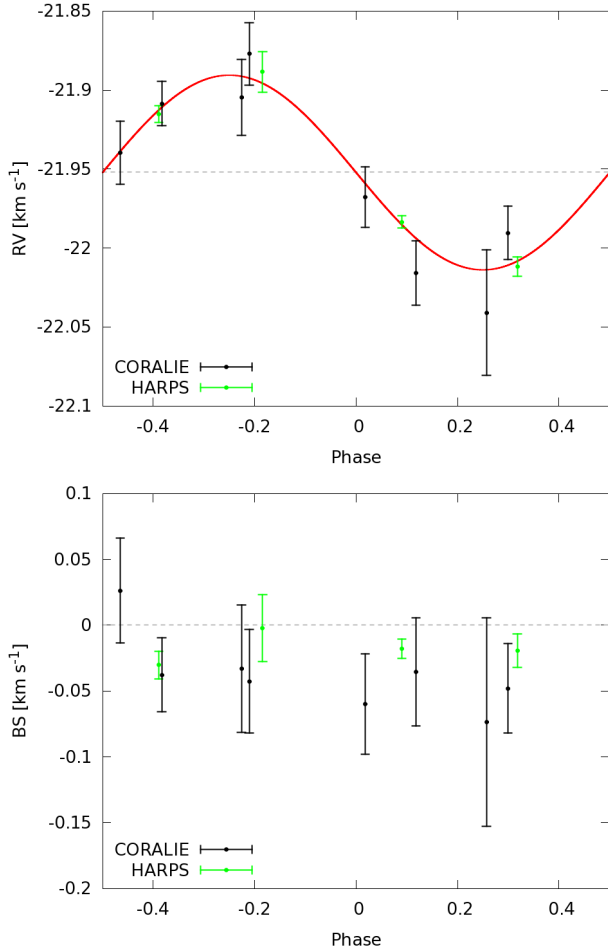 -21.85
-21.9
-21.95
-22
-22.05
-22.1
RV [km s-1]
CORALIE
HARPS
-0.4 -0.2 0 0.2 0.4
Phase
0.1
0.05
0
-0.05
-0.1
-0.15
-0.2
BS [km s-1]
CORALIE
HARPS
-0.4 -0.2 0 0.2 0.4
Phase